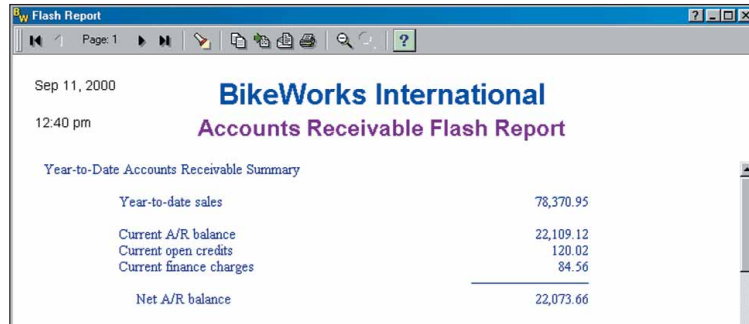 BW Flash Report
Page: 1
?
Sep 11, 2000
BikeWorks International
12:40 pm
Accounts Receivable Flash Report
Year-to-Date Accounts Receivable Summary
Year-to-date sales 78,370.95
Current A/R balance 22,109.12
Current open credits 120.02
Current finance charges 84.56
Net A/R balance 22,073.66